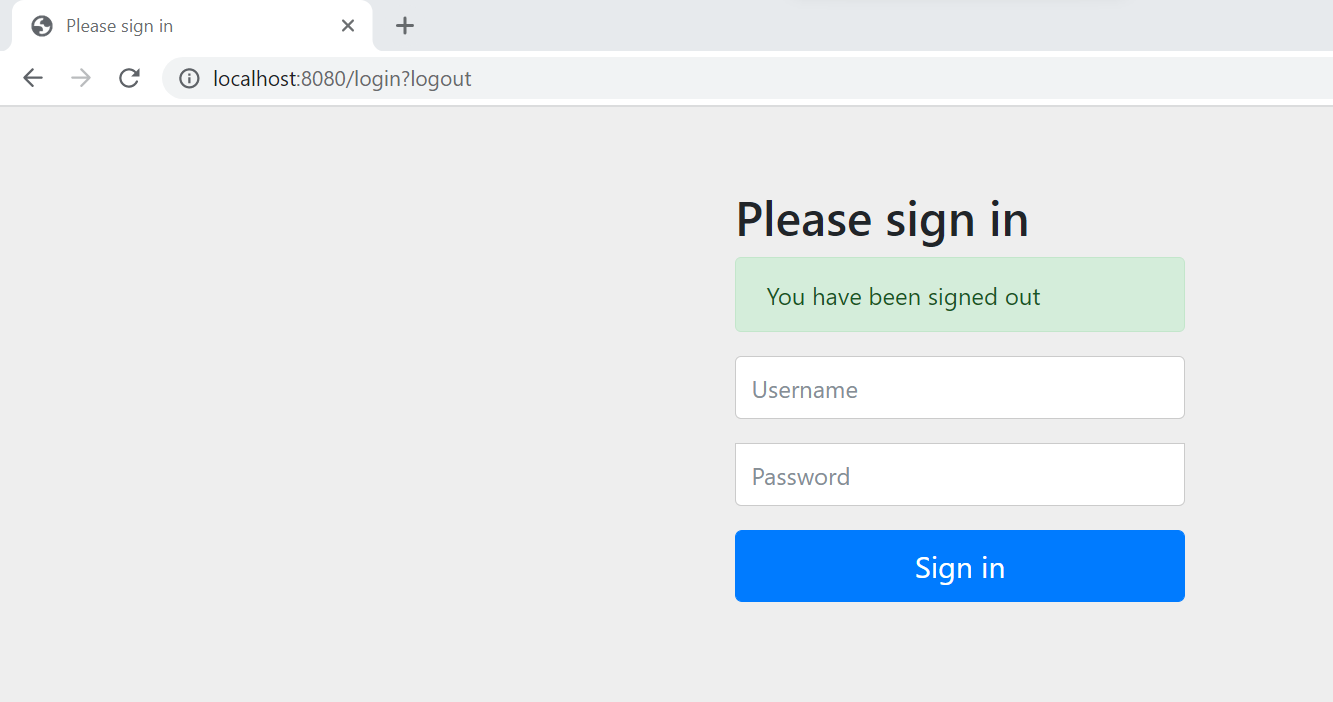 Please sign in
localhost:8080/login?logout
Please sign in
You have been signed out
Username
Password
Sign in